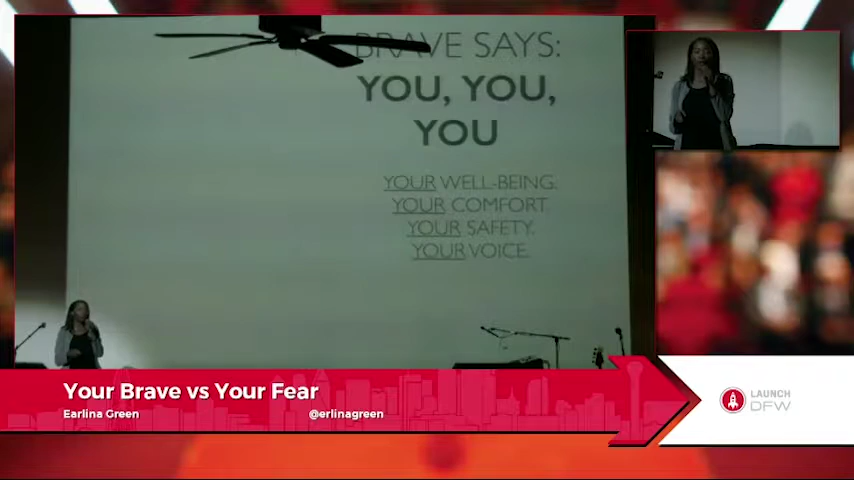 BRAVE SAYS:
YOU, YOU,
YOU
YOUR WELL-BEING.
YOUR COMFORT.
YOUR SAFETY.
YOUR VOICE.
Your Brave vs Your Fear
Earlina Green @erlinagreen
LAUNCH
DFW